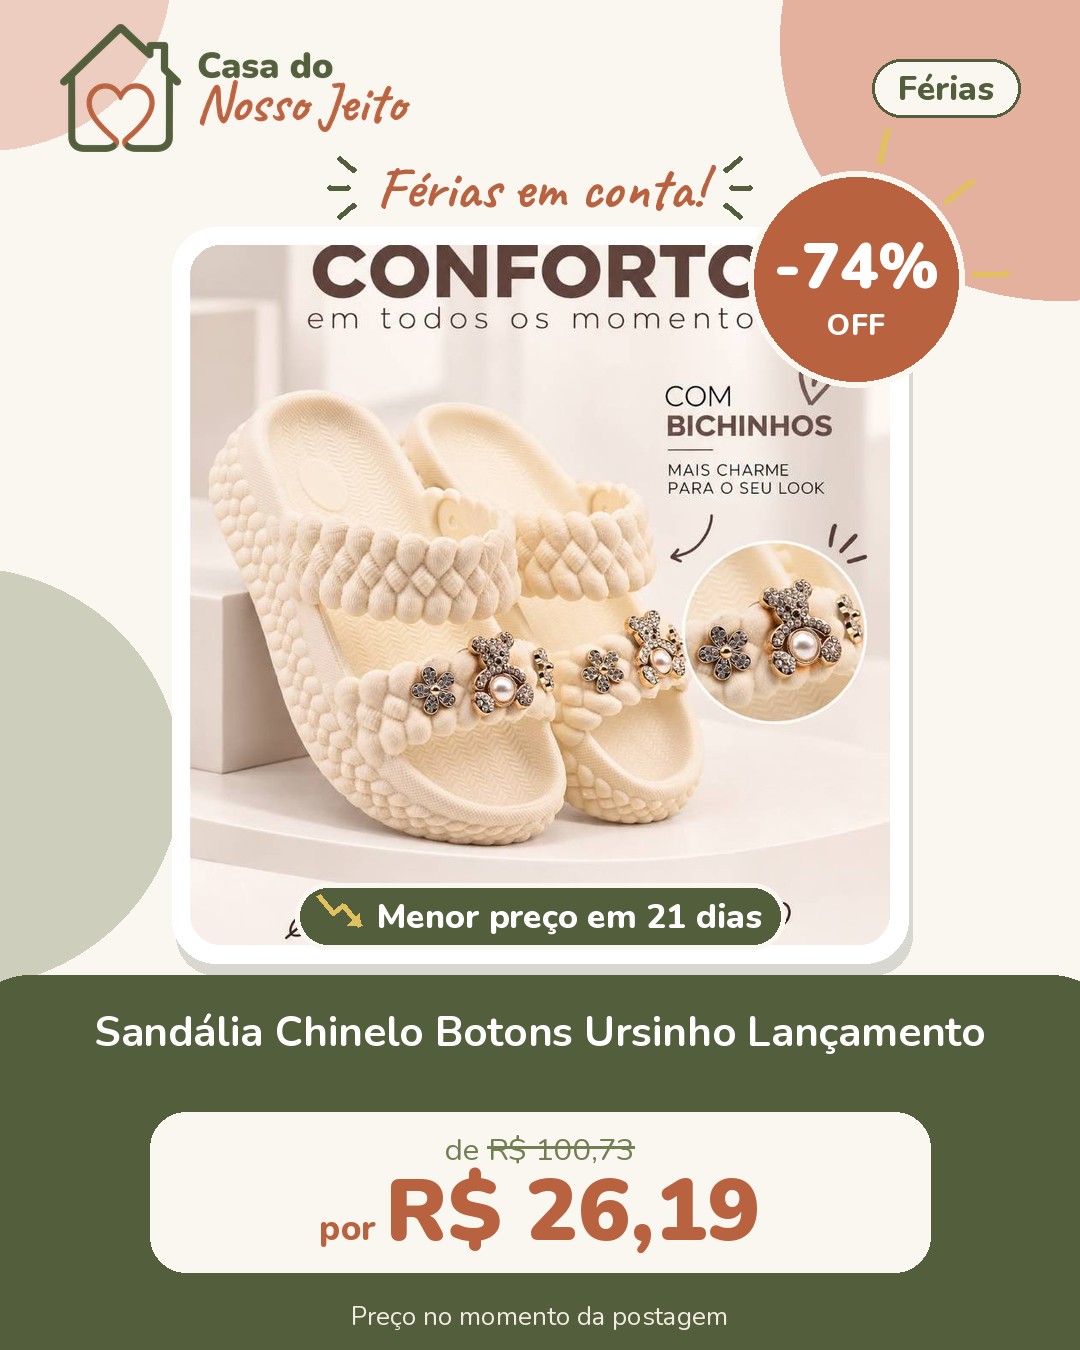 Casa do
Nosso Jeito
Férias
Férias em conta!
-74%
OFF
CONFORTO
em todos os momento
COM
BICHINHOS
MAIS CHARME
PARA O SEU LOOK
Menor preço em 21 dias
Sandália Chinelo Botons Ursinho Lançamento
de R$ 100,73
por R$ 26,19
Preço no momento da postagem